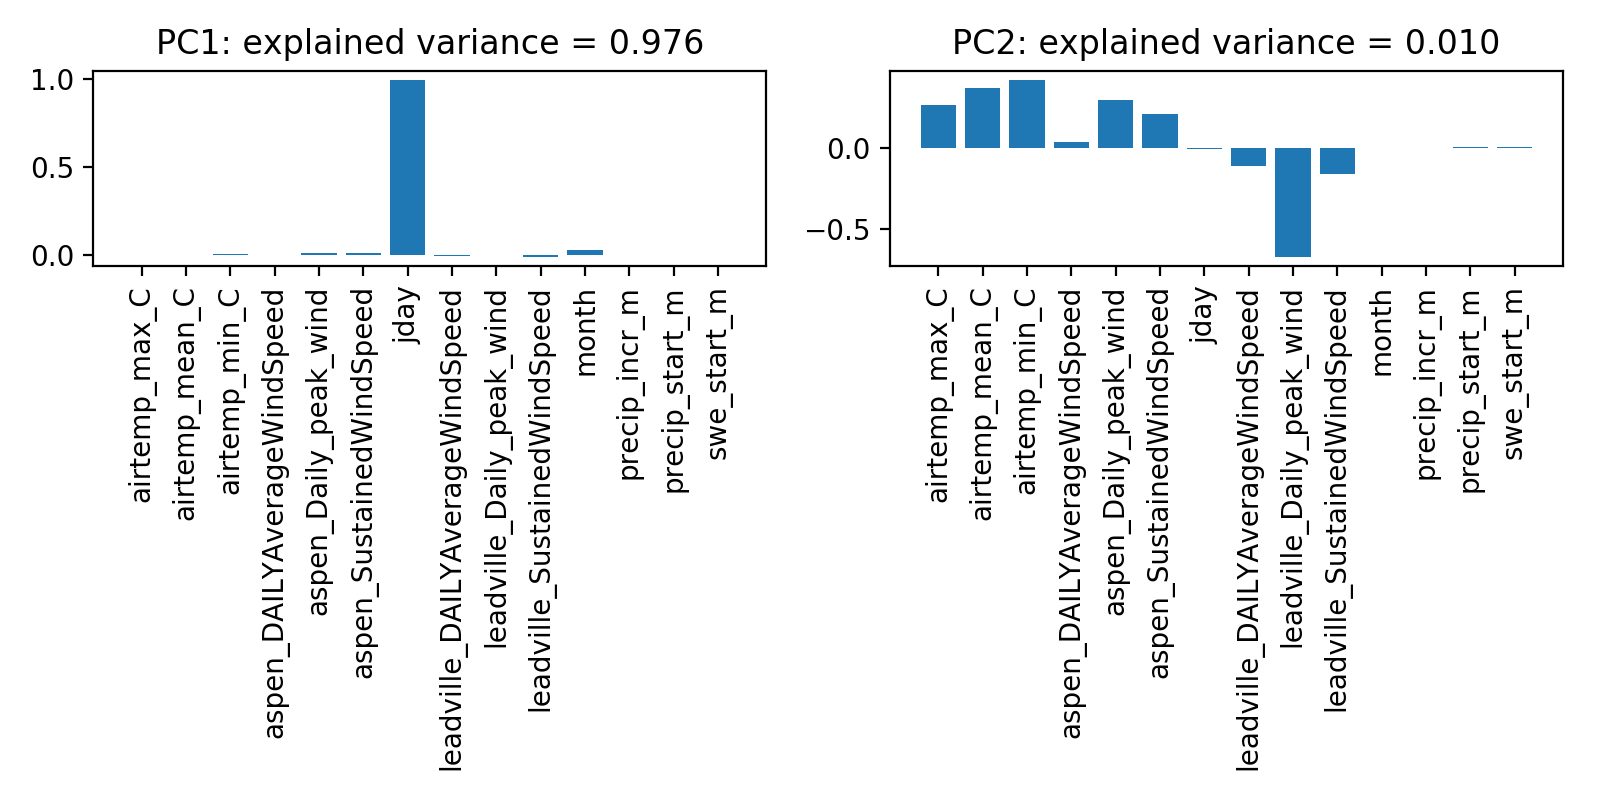 PC1: explained variance = 0.976
1.0
0.5
0.0
airtemp_max_C
airtemp_mean_C
airtemp_min_C
aspen_DAILYAverageWindSpeed
aspen_Daily_peak_wind
aspen_SustainedWindSpeed
jday
leadville_DAILYAverageWindSpeed
leadville_Daily_peak_wind
leadville_SustainedWindSpeed
month
precip_incr_m
precip_start_m
swe_start_m
PC2: explained variance = 0.010
0.0
−0.5
airtemp_max_C
airtemp_mean_C
airtemp_min_C
aspen_DAILYAverageWindSpeed
aspen_Daily_peak_wind
aspen_SustainedWindSpeed
jday
leadville_DAILYAverageWindSpeed
leadville_Daily_peak_wind
leadville_SustainedWindSpeed
month
precip_incr_m
precip_start_m
swe_start_m